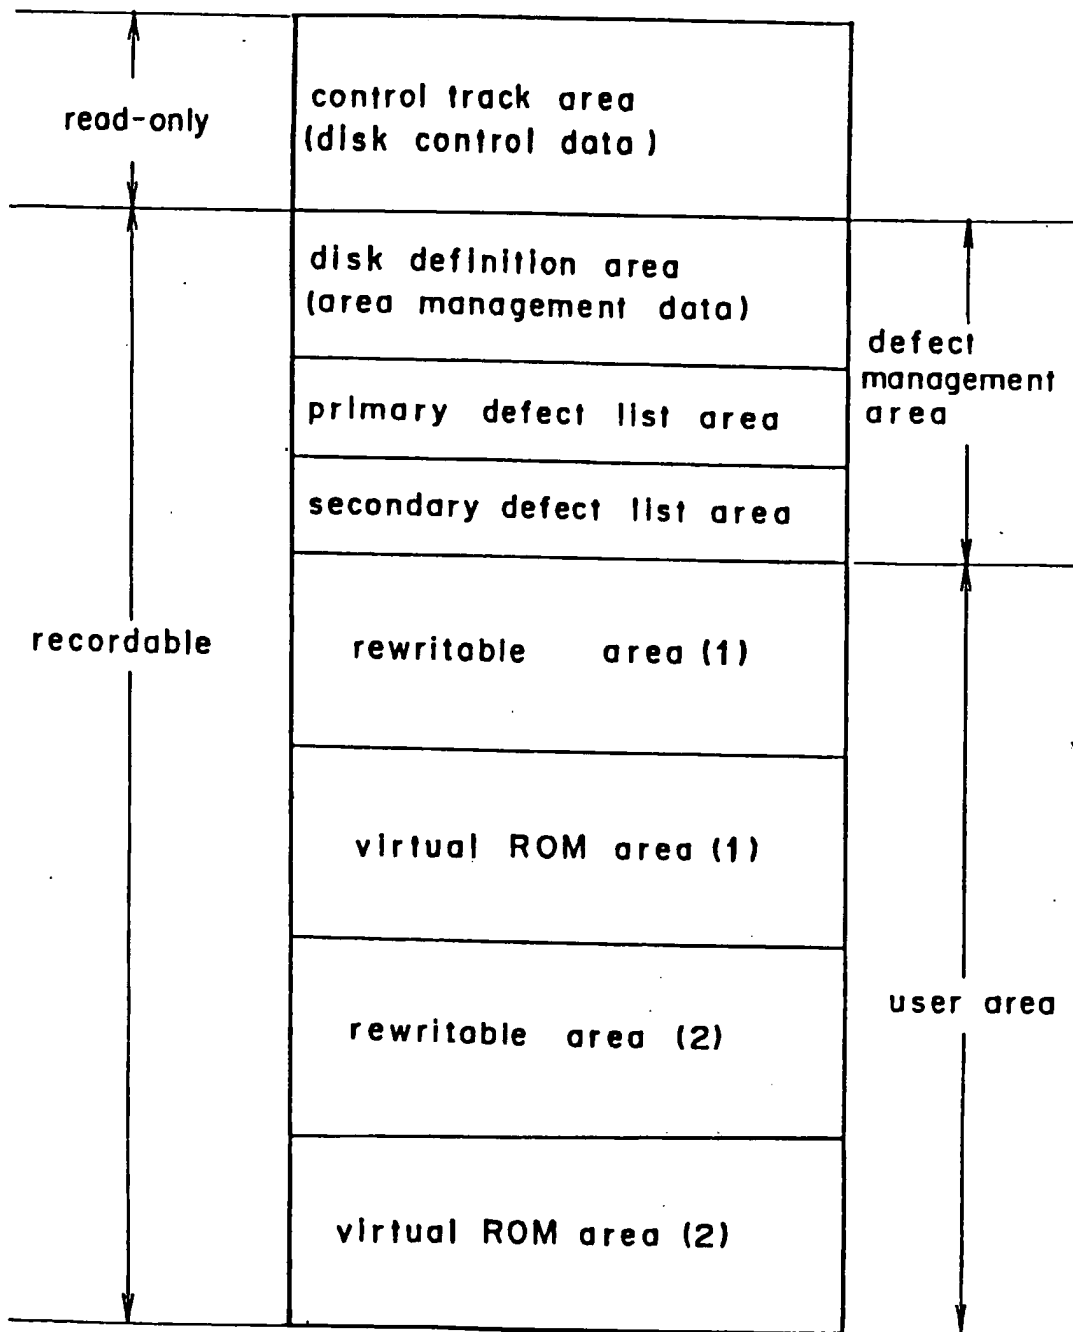 read-only
control track area
(disk control data)
disk definition area
(area management data)
defect
management
area
primary defect list area
secondary defect list area
recordable
rewritable area (1)
virtual ROM area (1)
rewritable area (2)
user area
virtual ROM area (2)